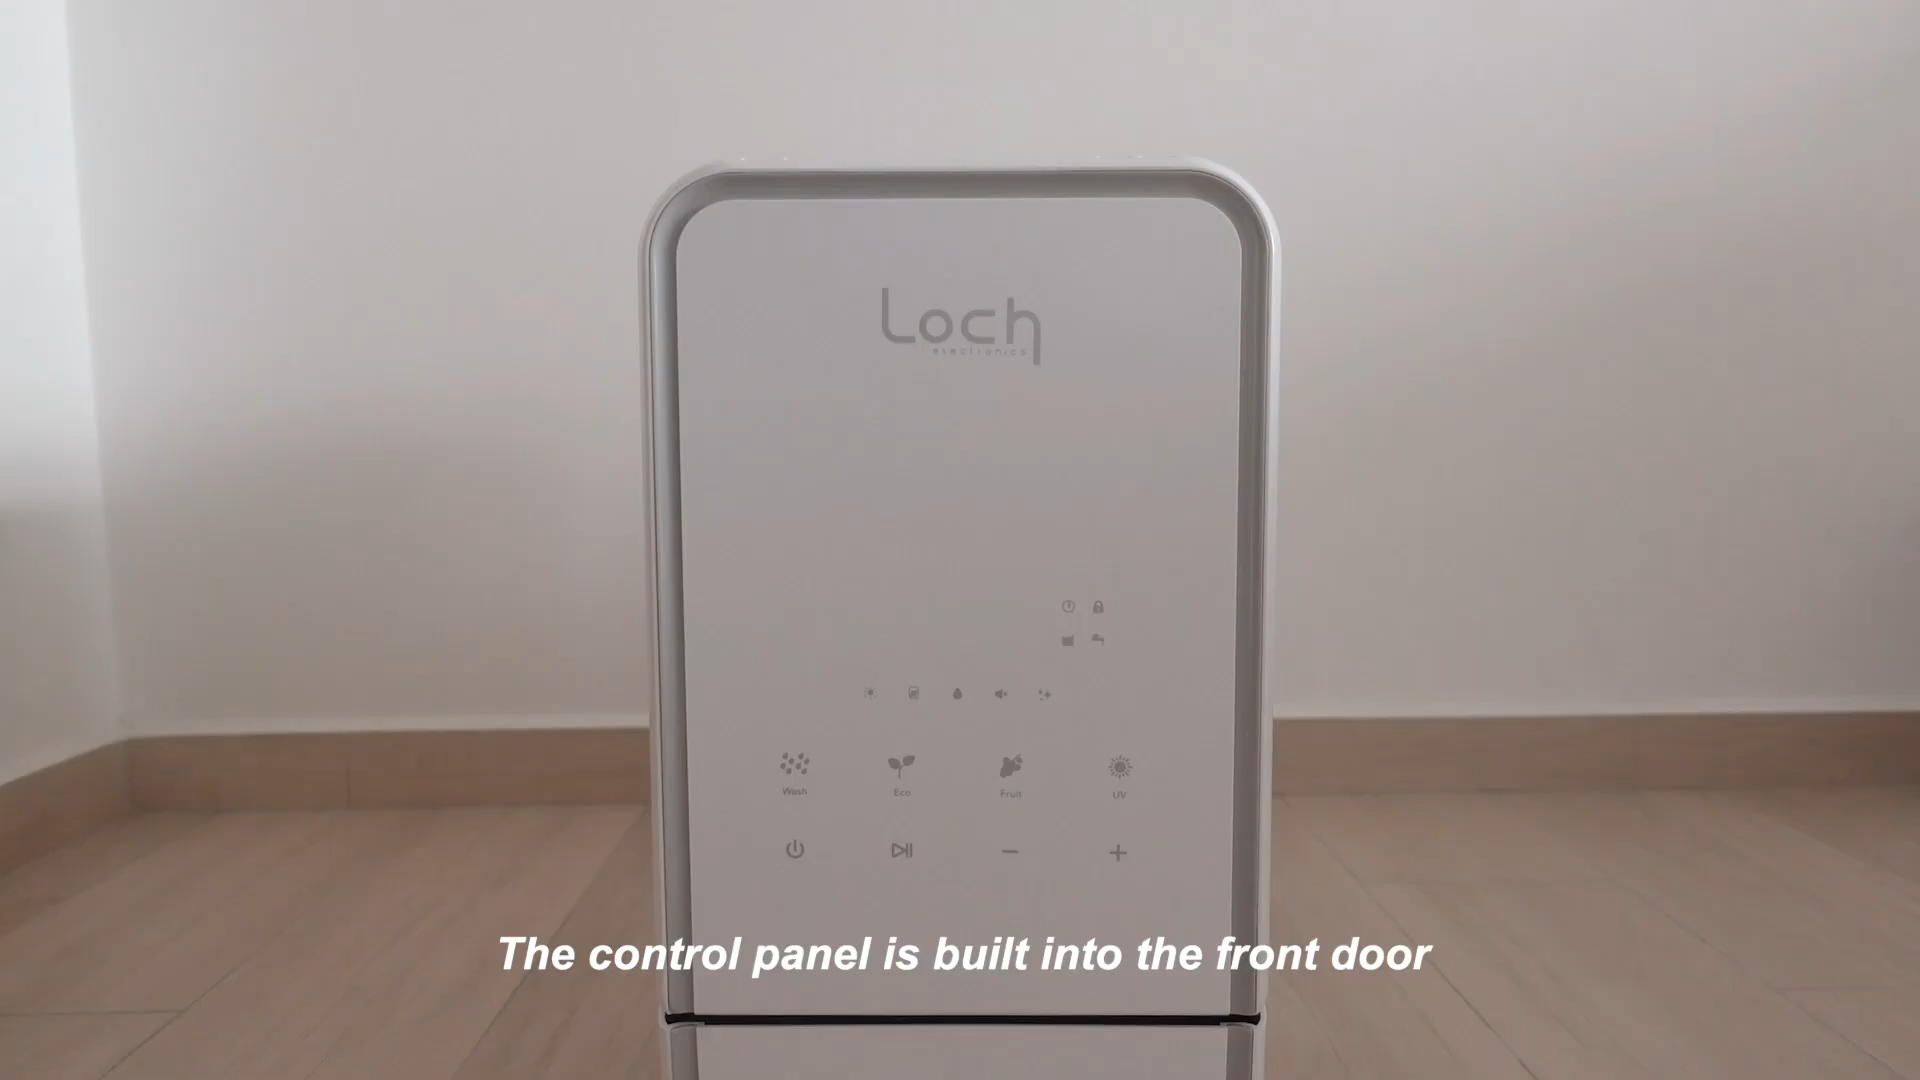 Loch
electronics
Wash Eco Fruit UV
The control panel is built into the front door